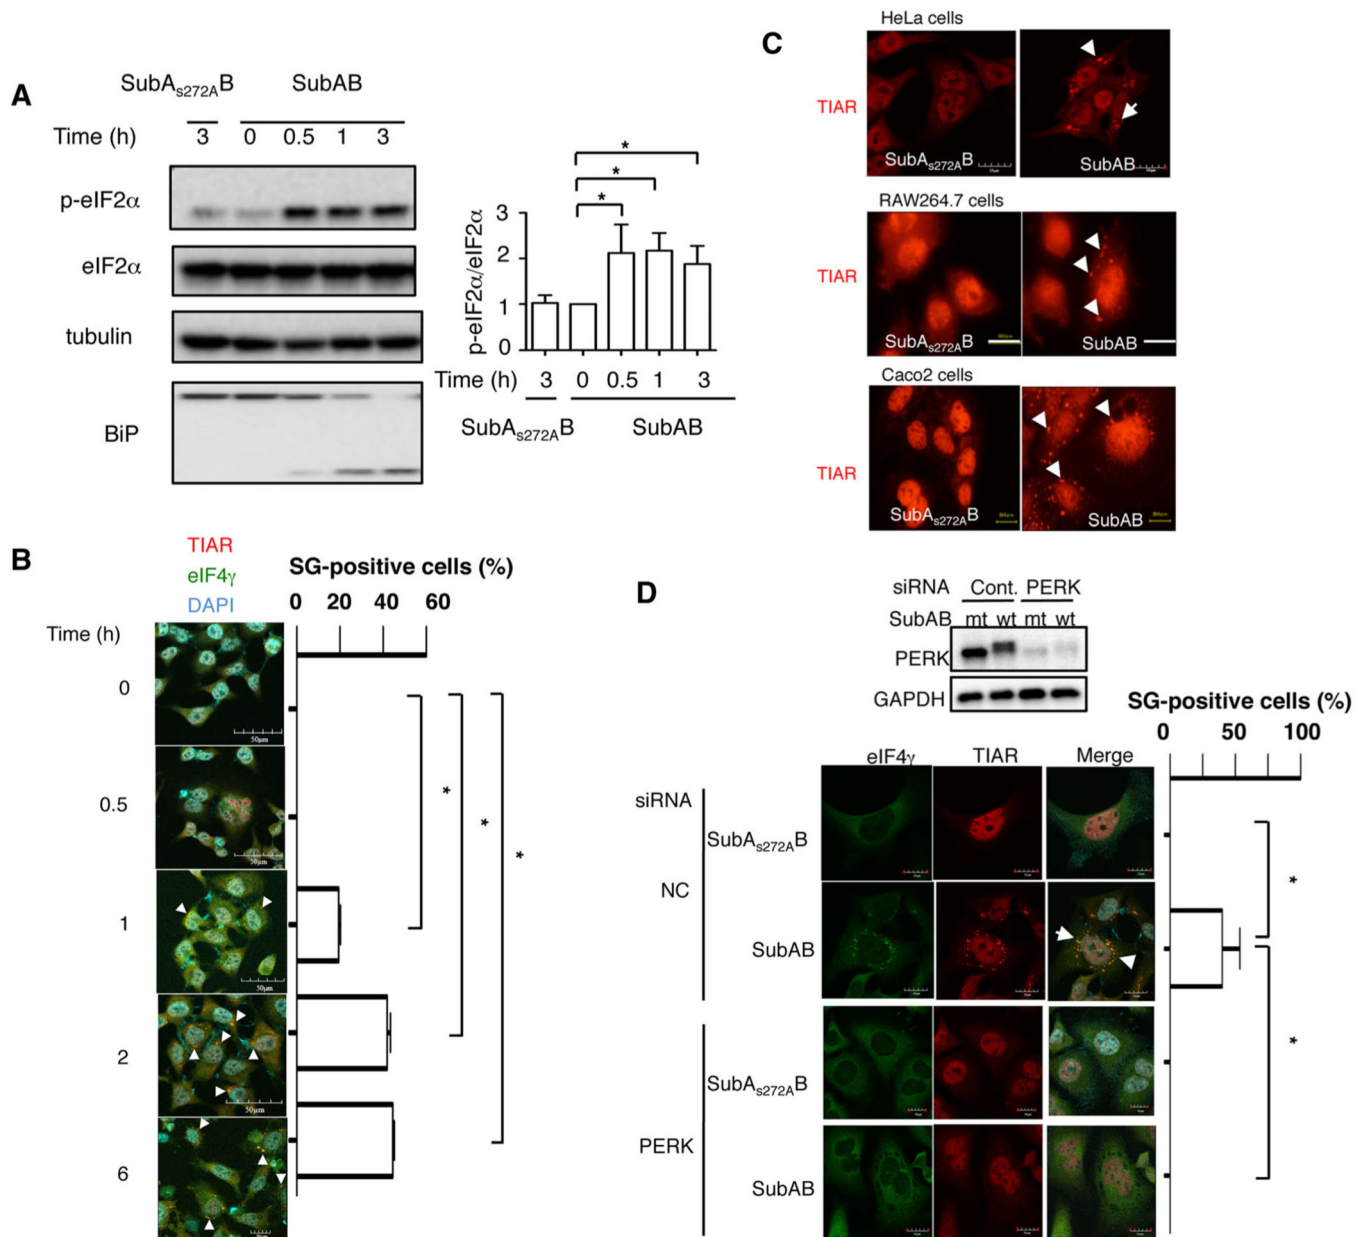 A
SubAs272AB SubAB
Time (h) 3 0 0.5 1 3
p-eIF2α
eIF2α
tubulin
BiP
p-eIF2α/eIF2α
3
2
1
0
* * *
Time (h) 3 0 0.5 1 3
SubAs272AB SubAB
C
HeLa cells
TIAR
SubAs272AB SubAB
RAW264.7 cells
TIAR
SubAs272AB SubAB
Caco2 cells
TIAR
SubAs272AB SubAB
B
TIAR
eIF4γ
DAPI
SG-positive cells (%)
0 20 40 60
Time (h)
0
50µm
0.5
50µm
1
50µm
2
50µm
6
* * *
D
siRNA Cont. PERK
SubAB mt wt mt wt
PERK
GAPDH
SG-positive cells (%)
0 50 100
eIF4γ TIAR Merge
siRNA
NC
SubAs272AB
SubAB
PERK
SubAs272AB
SubAB
* *